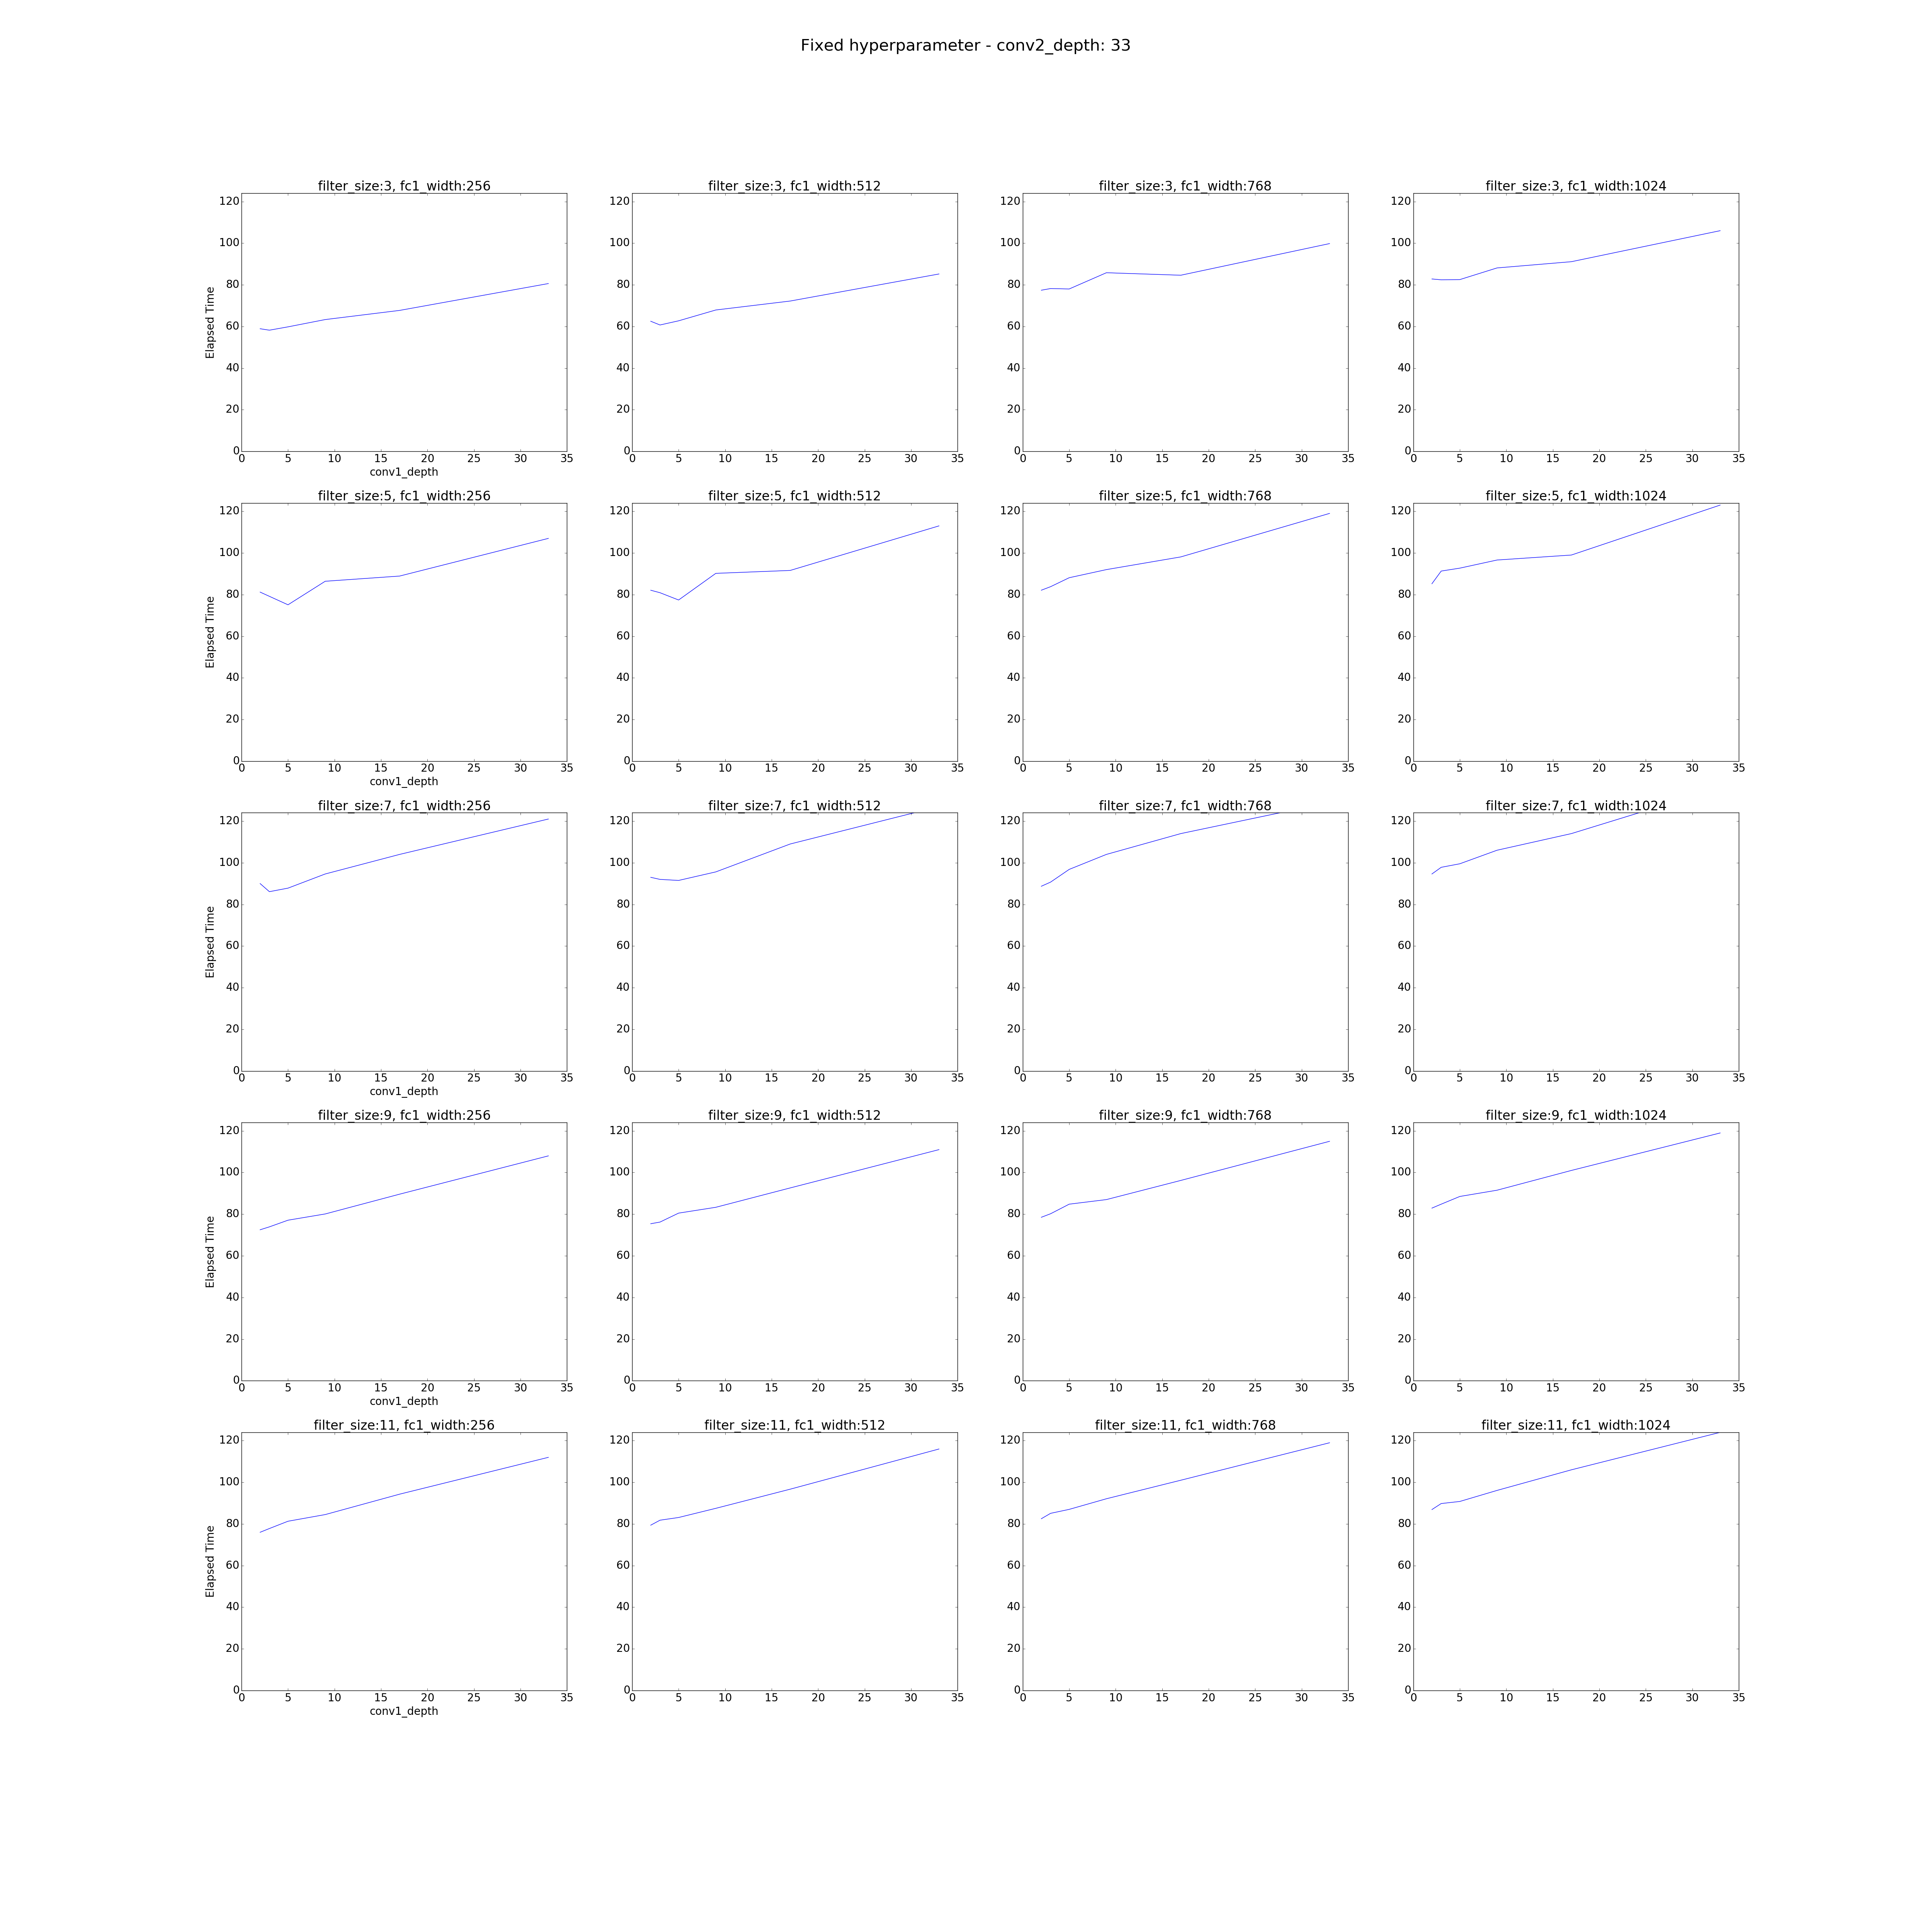 Fixed hyperparameter - conv2_depth: 33
filter_size:3, fc1_width:256
120
100
80
60
40
20
0
Elapsed Time
0 5 10 15 20 25 30 35
conv1_depth
filter_size:3, fc1_width:512
120
100
80
60
40
20
0
0 5 10 15 20 25 30 35
filter_size:3, fc1_width:768
120
100
80
60
40
20
0
0 5 10 15 20 25 30 35
filter_size:3, fc1_width:1024
120
100
80
60
40
20
0
0 5 10 15 20 25 30 35
filter_size:5, fc1_width:256
120
100
80
60
40
20
0
Elapsed Time
0 5 10 15 20 25 30 35
conv1_depth
filter_size:5, fc1_width:512
120
100
80
60
40
20
0
0 5 10 15 20 25 30 35
filter_size:5, fc1_width:768
120
100
80
60
40
20
0
0 5 10 15 20 25 30 35
filter_size:5, fc1_width:1024
120
100
80
60
40
20
0
0 5 10 15 20 25 30 35
filter_size:7, fc1_width:256
120
100
80
60
40
20
0
Elapsed Time
0 5 10 15 20 25 30 35
conv1_depth
filter_size:7, fc1_width:512
120
100
80
60
40
20
0
0 5 10 15 20 25 30 35
filter_size:7, fc1_width:768
120
100
80
60
40
20
0
0 5 10 15 20 25 30 35
filter_size:7, fc1_width:1024
120
100
80
60
40
20
0
0 5 10 15 20 25 30 35
filter_size:9, fc1_width:256
120
100
80
60
40
20
0
Elapsed Time
0 5 10 15 20 25 30 35
conv1_depth
filter_size:9, fc1_width:512
120
100
80
60
40
20
0
0 5 10 15 20 25 30 35
filter_size:9, fc1_width:768
120
100
80
60
40
20
0
0 5 10 15 20 25 30 35
filter_size:9, fc1_width:1024
120
100
80
60
40
20
0
0 5 10 15 20 25 30 35
filter_size:11, fc1_width:256
120
100
80
60
40
20
0
Elapsed Time
0 5 10 15 20 25 30 35
conv1_depth
filter_size:11, fc1_width:512
120
100
80
60
40
20
0
0 5 10 15 20 25 30 35
filter_size:11, fc1_width:768
120
100
80
60
40
20
0
0 5 10 15 20 25 30 35
filter_size:11, fc1_width:1024
120
100
80
60
40
20
0
0 5 10 15 20 25 30 35